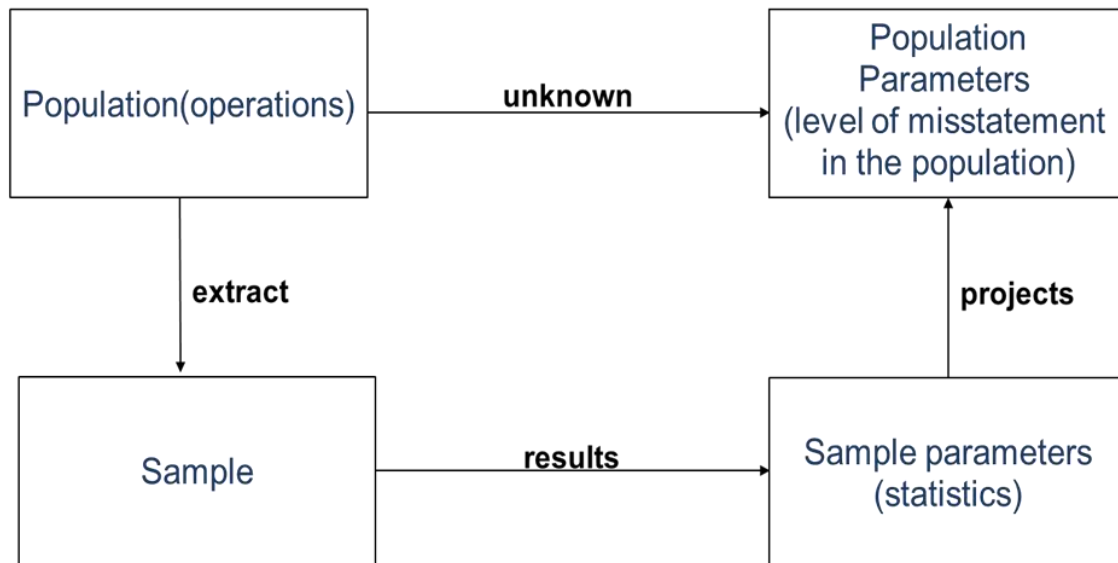 Population(operations)
unknown
Population
Parameters
(level of misstatement
in the population)
extract
projects
Sample
results
Sample parameters
(statistics)